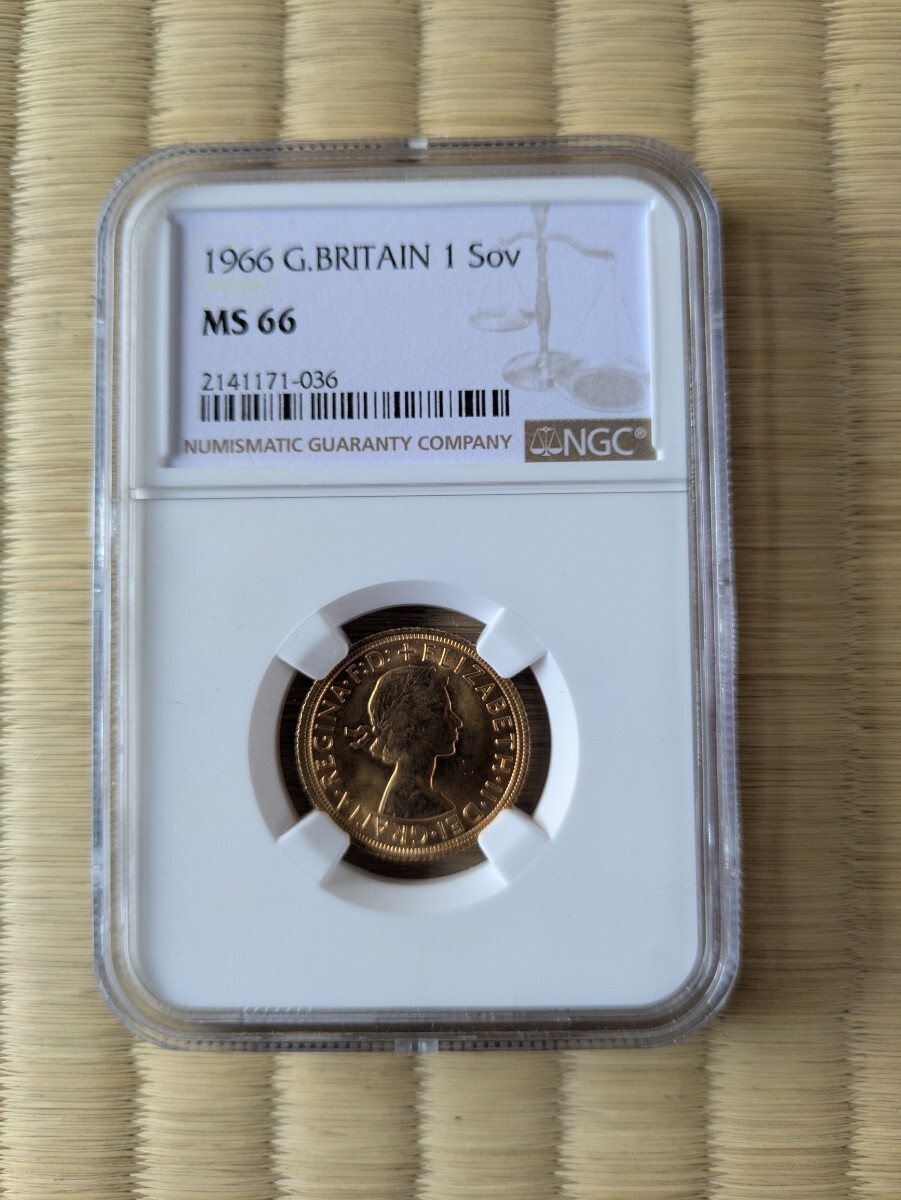 1966 G.BRITAIN 1 Sov
MS 66
2141171-036
NUMISMATIC GUARANTY COMPANY
NGC®
+ELIZABETH·II·DEI·GRATIA·REGINA·F:D: